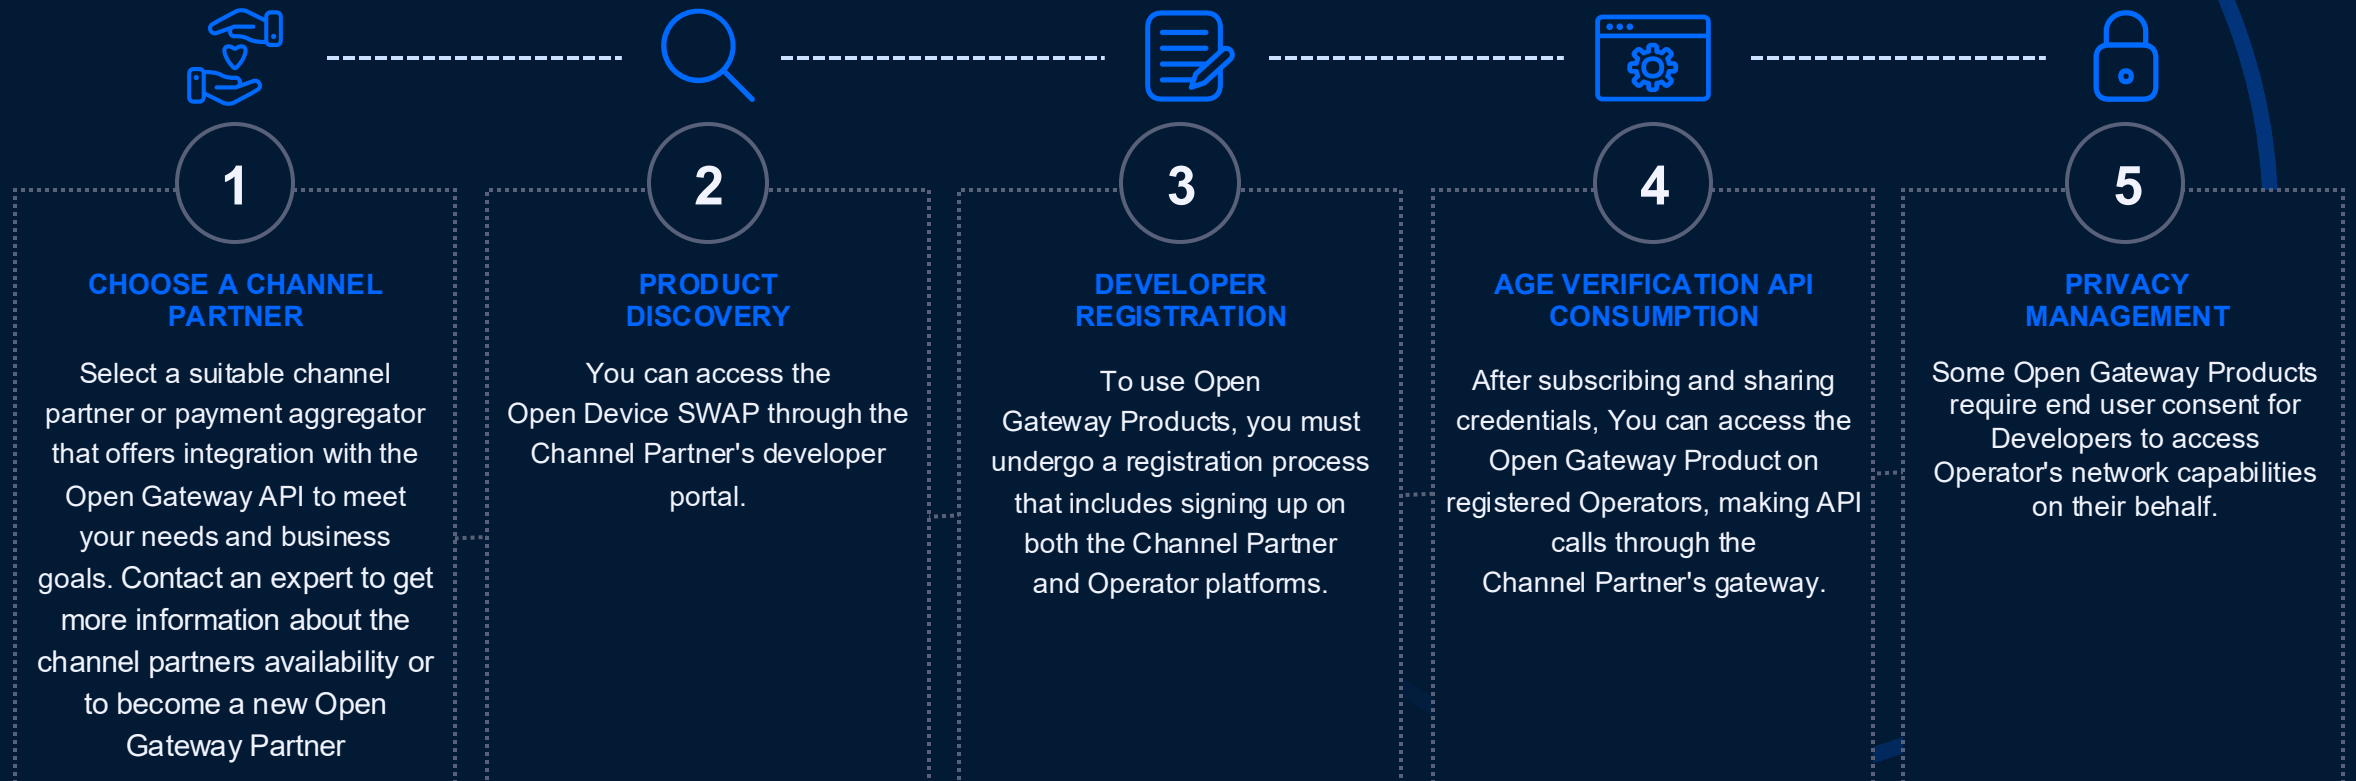 1
CHOOSE A CHANNEL
PARTNER
Select a suitable channel
partner or payment aggregator
that offers integration with the
Open Gateway API to meet
your needs and business
goals. Contact an expert to get
more information about the
channel partners availability or
to become a new Open
Gateway Partner
2
PRODUCT
DISCOVERY
You can access the
Open Device SWAP through the
Channel Partner's developer
portal.
3
DEVELOPER
REGISTRATION
To use Open
Gateway Products, you must
undergo a registration process
that includes signing up on
both the Channel Partner
and Operator platforms.
4
AGE VERIFICATION API
CONSUMPTION
After subscribing and sharing
credentials, You can access the
Open Gateway Product on
registered Operators, making API
calls through the
Channel Partner's gateway.
5
PRIVACY
MANAGEMENT
Some Open Gateway Products
require end user consent for
Developers to access
Operator's network capabilities
on their behalf.